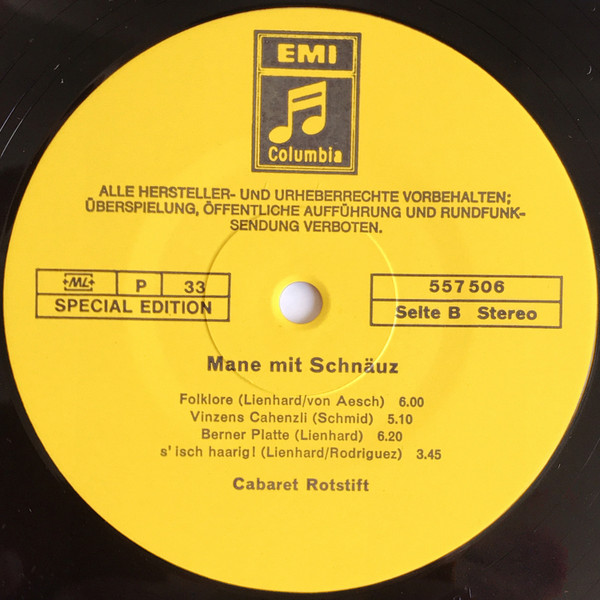 EMI
Columbia
ALLE HERSTELLER- UND URHEBERRECHTE VORBEHALTEN;
ÜBERSPIELUNG, ÖFFENTLICHE AUFFÜHRUNG UND RUNDFUNK-
SENDUNG VERBOTEN.
ML P 33
SPECIAL EDITION
557506
Seite B Stereo
Mane mit Schnäuz
Folklore (Lienhard/von Aesch) 6.00
Vinzens Cahenzli (Schmid) 5.10
Berner Platte (Lienhard) 6.20
s'isch haarig! (Lienhard/Rodriguez) 3.45
Cabaret Rotstift